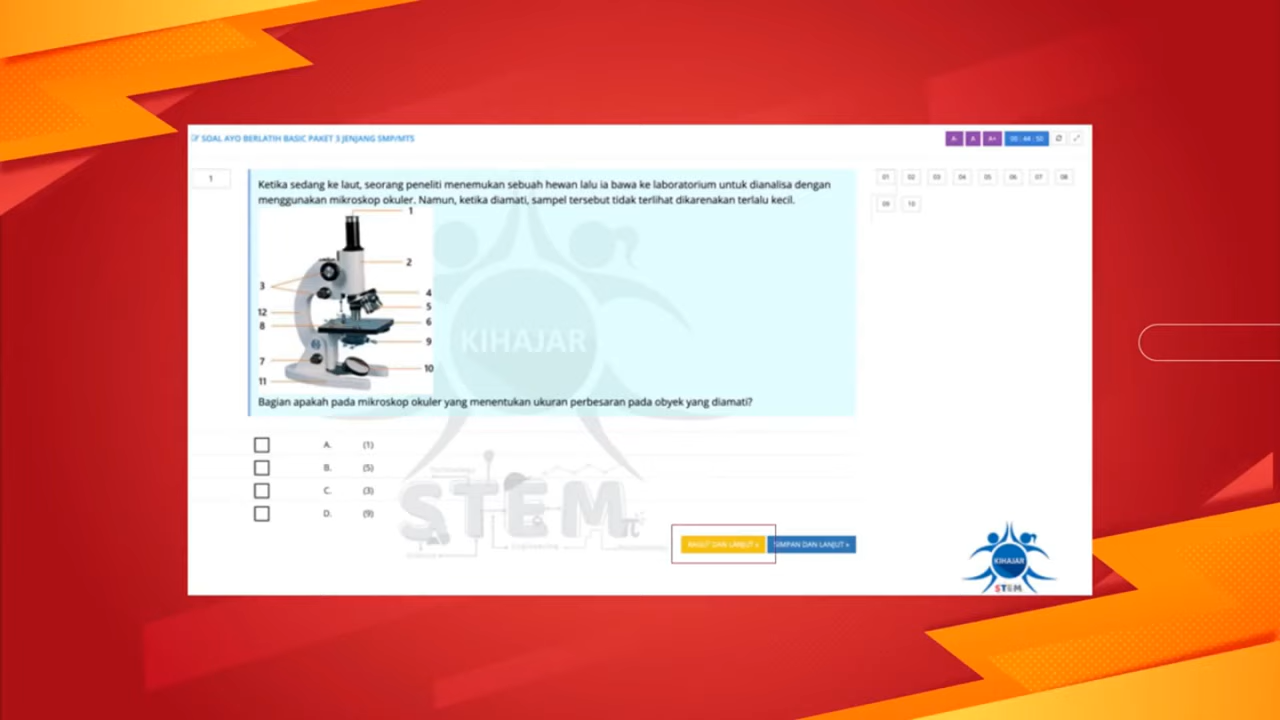 SOAL AYO BERLATIH BASIC PAKET 3 JENJANG SMP/MTS
A- A A+ 05 : 44 : 50
1
Ketika sedang ke laut, seorang peneliti menemukan sebuah hewan lalu ia bawa ke laboratorium untuk dianalisa dengan
menggunakan mikroskop okuler. Namun, ketika diamati, sampel tersebut tidak terlihat dikarenakan terlalu kecil.
1
2
3
4
5
12
6
8
9
7
10
11
KIHAJAR
Bagian apakah pada mikroskop okuler yang menentukan ukuran perbesaran pada obyek yang diamati?
A. (1)
B. (5)
C. (3)
D. (9)
STEM
RAGU DAN LANJUT » SIMPAN DAN LANJUT »
01 02 03 04 05 06 07 08
09 10
KIHAJAR
STEM